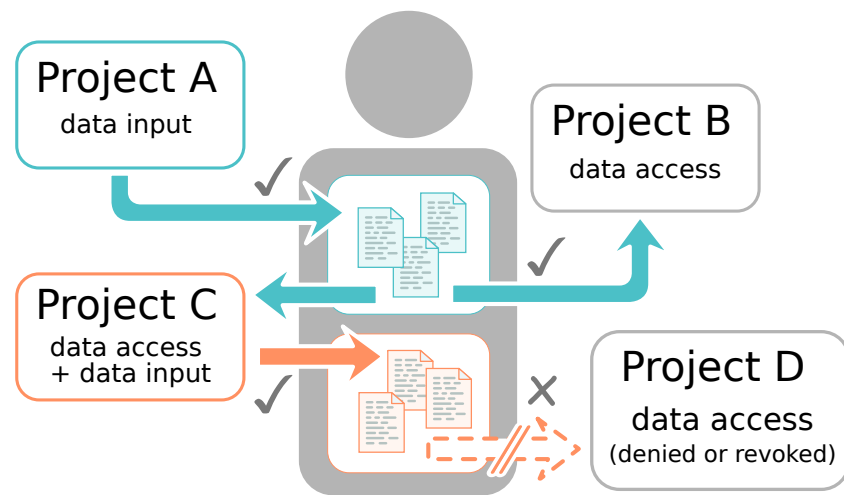 Project A
data input
Project B
data access
Project C
data access
+ data input
Project D
data access
(denied or revoked)